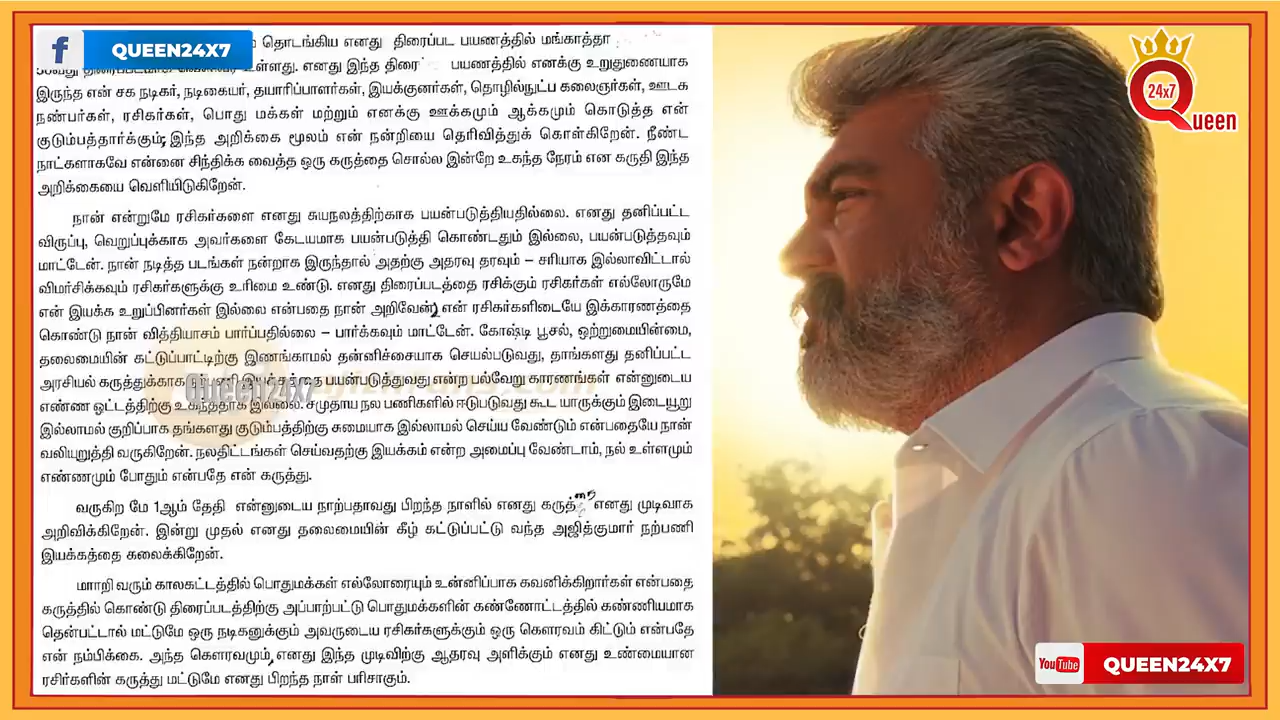 QUEEN24X7
தொடங்கிய எனது திரைப்பட பயணத்தில் மங்காத்தா
உள்ளது. எனது இந்த திரை பயணத்தில் எனக்கு உறுதுணையாக
இருந்த என் சக நடிகர், நடிகையர், தயாரிப்பாளர்கள், இயக்குனர்கள், தொழில்நுட்ப கலைஞர்கள், ஊடக
நண்பர்கள், ரசிகர்கள், பொது மக்கள் மற்றும் எனக்கு ஊக்கமும் ஆக்கமும் கொடுத்த என்
குடும்பத்தார்க்கும், இந்த அறிக்கை மூலம் என் நன்றியை தெரிவித்துக் கொள்கிறேன். நீண்ட
நாட்களாகவே என்னை சிந்திக்க வைத்த ஒரு கருத்தை சொல்ல இன்றே உகந்த நேரம் என கருதி இந்த
அறிக்கையை வெளியிடுகிறேன்.
நான் என்றுமே ரசிகர்களை எனது சுயநலத்திற்காக பயன்படுத்தியதில்லை. எனது தனிப்பட்ட
விருப்பு, வெறுப்புக்காக அவர்களை கேடயமாக பயன்படுத்தி கொண்டதும் இல்லை, பயன்படுத்தவும்
மாட்டேன். நான் நடித்த படங்கள் நன்றாக இருந்தால் அதற்கு அதரவு தரவும் – சரியாக இல்லாவிட்டால்
விமர்சிக்கவும் ரசிகர்களுக்கு உரிமை உண்டு. எனது திரைப்படத்தை ரசிக்கும் ரசிகர்கள் எல்லோருமே
என் இயக்க உறுப்பினர்கள் இல்லை என்பதை நான் அறிவேன், என் ரசிகர்களிடையே இக்காரணத்தை
கொண்டு நான் வித்தியாசம் பார்ப்பதில்லை – பார்க்கவும் மாட்டேன். கோஷ்டி பூசல், ஒற்றுமையின்மை,
தலைமையின் கட்டுப்பாட்டிற்கு இணங்காமல் தன்னிச்சையாக செயல்படுவது, தாங்களது தனிப்பட்ட
அரசியல் கருத்துக்காக பயன்படுத்துவது என்ற பல்வேறு காரணங்கள் என்னுடைய
எண்ண ஓட்டத்திற்கு உகந்ததாக இல்லை. சமுதாய நல பணிகளில் ஈடுபடுவது கூட யாருக்கும் இடையூறு
இல்லாமல் குறிப்பாக தங்களது குடும்பத்திற்கு சுமையாக இல்லாமல் செய்ய வேண்டும் என்பதையே நான்
வலியுறுத்தி வருகிறேன். நலதிட்டங்கள் செய்வதற்கு இயக்கம் என்ற அமைப்பு வேண்டாம், நல் உள்ளமும்
எண்ணமும் போதும் என்பதே என் கருத்து.
வருகிற மே 1ஆம் தேதி என்னுடைய நாற்பதாவது பிறந்த நாளில் எனது கருத்தை எனது முடிவாக
அறிவிக்கிறேன். இன்று முதல் எனது தலைமையின் கீழ் கட்டுப்பட்டு வந்த அஜித்குமார் நற்பணி
இயக்கத்தை கலைக்கிறேன்.
மாாறி வரும் காலகட்டத்தில் பொதுமக்கள் எல்லோரையும் உன்னிப்பாக கவனிக்கிறார்கள் என்பதை
கருத்தில் கொண்டு திரைப்படத்திற்கு அப்பாற்பட்டு பொதுமக்களின் கண்ணோட்டத்தில் கண்ணியமாக
தென்பட்டால் மட்டுமே ஒரு நடிகனுக்கும் அவருடைய ரசிகர்களுக்கும் ஒரு கௌரவம் கிட்டும் என்பதே
என் நம்பிக்கை. அந்த கௌரவமும், எனது இந்த முடிவிற்கு ஆதரவு அளிக்கும் எனது உண்மையான
ரசிர்களின் கருத்து மட்டுமே எனது பிறந்த நாள் பரிசாகும்.
Queen24x7
24x7
Queen
YouTube QUEEN24X7